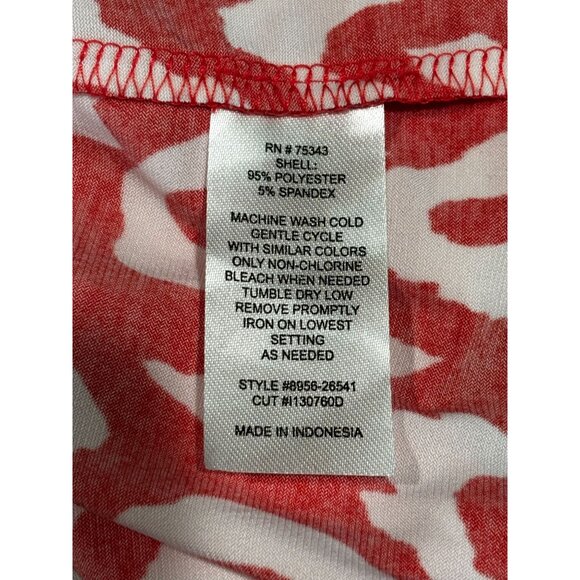 RN # 75343
SHELL:
95% POLYESTER
5% SPANDEX
MACHINE WASH COLD
GENTLE CYCLE
WITH SIMILAR COLORS
ONLY NON-CHLORINE
BLEACH WHEN NEEDED
TUMBLE DRY LOW
REMOVE PROMPTLY
IRON ON LOWEST
SETTING
AS NEEDED
STYLE #8956-26541
CUT #I130760D
MADE IN INDONESIA